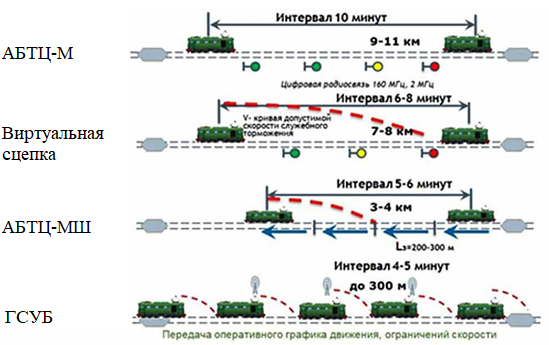 Интервал 10 минут
АБТЦ-М
9-11 км
Цифровая радиосвязь 160 МГц, 2 МГц
Интервал 6-8 минут
Виртуальная
сцепка
V- кривая допустимой
скорости служебного
торможения
7-8 км
Интервал 5-6 минут
АБТЦ-МШ
3-4 км
Lз=200-300 м
Интервал 4-5 минут
до 300 м
ГСУБ
Передача оперативного графика движения, ограничений скорости